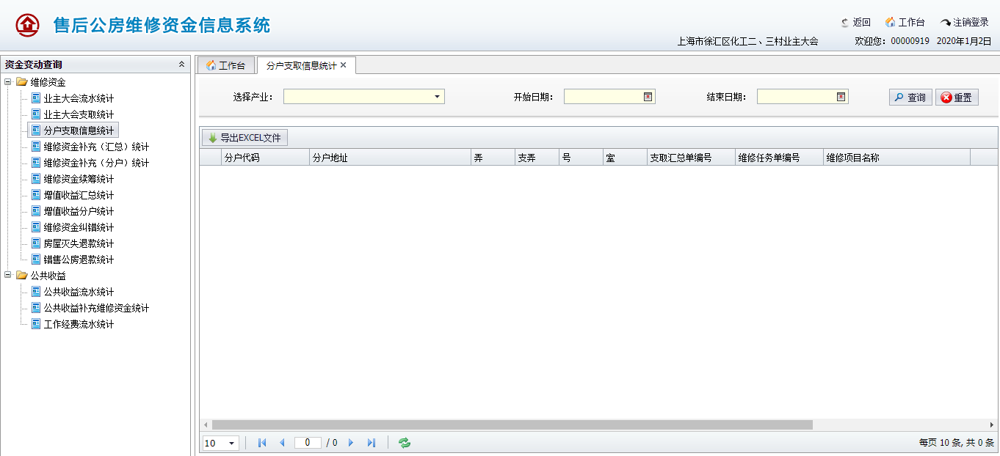 售后公房维修资金信息系统
返回 工作台 注销登录
上海市徐汇区化工二、三村业主大会 欢迎您: 00000919 2020年1月2日
资金变动查询
维修资金
业主大会流水统计
业主大会支取统计
分户支取信息统计
维修资金补充（汇总）统计
维修资金补充（分户）统计
维修资金续筹统计
增值收益汇总统计
增值收益分户统计
维修资金纠错统计
房屋灭失退款统计
错售公房退款统计
公共收益
公共收益流水统计
公共收益补充维修资金统计
工作经费流水统计
工作台 分户支取信息统计
选择产业: 开始日期: 结束日期: 查询 重置
导出EXCEL文件
分户代码 分户地址 弄 支弄 号 室 支取汇总单编号 维修任务单编号 维修项目名称
10 0 / 0 每页 10 条, 共 0 条